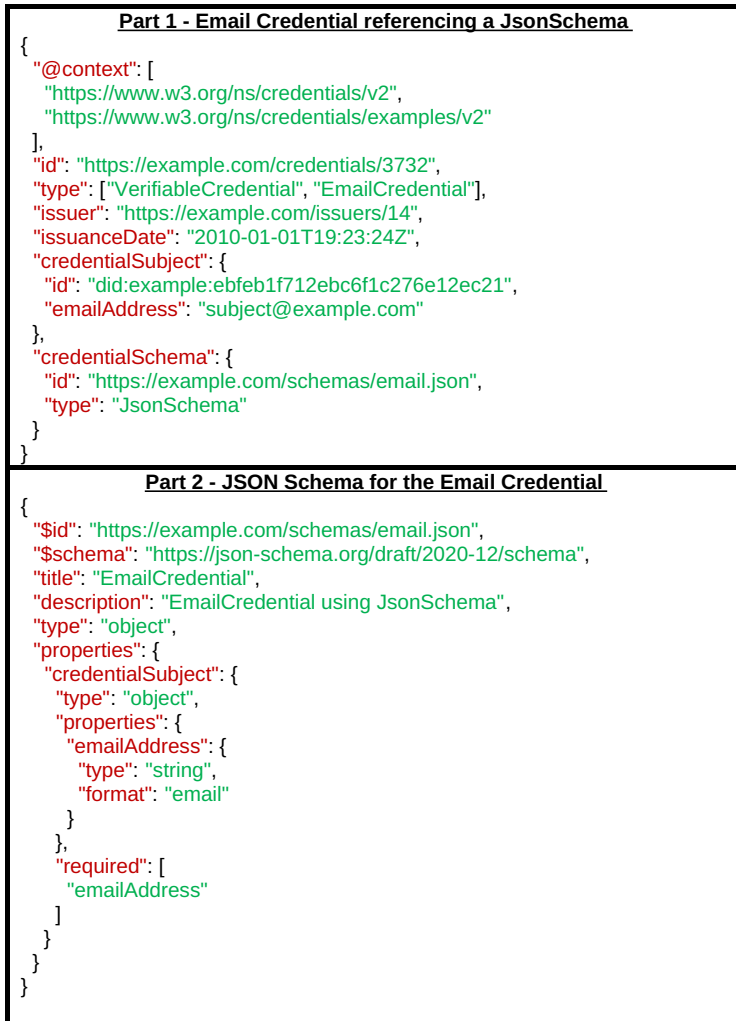 Part 1 - Email Credential referencing a JsonSchema
{
"@context": [
"https://www.w3.org/ns/credentials/v2",
"https://www.w3.org/ns/credentials/examples/v2"
],
"id": "https://example.com/credentials/3732",
"type": ["VerifiableCredential", "EmailCredential"],
"issuer": "https://example.com/issuers/14",
"issuanceDate": "2010-01-01T19:23:24Z",
"credentialSubject": {
"id": "did:example:ebfeb1f712ebc6f1c276e12ec21",
"emailAddress": "subject@example.com"
},
"credentialSchema": {
"id": "https://example.com/schemas/email.json",
"type": "JsonSchema"
}
}
Part 2 - JSON Schema for the Email Credential
{
"$id": "https://example.com/schemas/email.json",
"$schema": "https://json-schema.org/draft/2020-12/schema",
"title": "EmailCredential",
"description": "EmailCredential using JsonSchema",
"type": "object",
"properties": {
"credentialSubject": {
"type": "object",
"properties": {
"emailAddress": {
"type": "string",
"format": "email"
}
},
"required": [
"emailAddress"
]
}
}
}